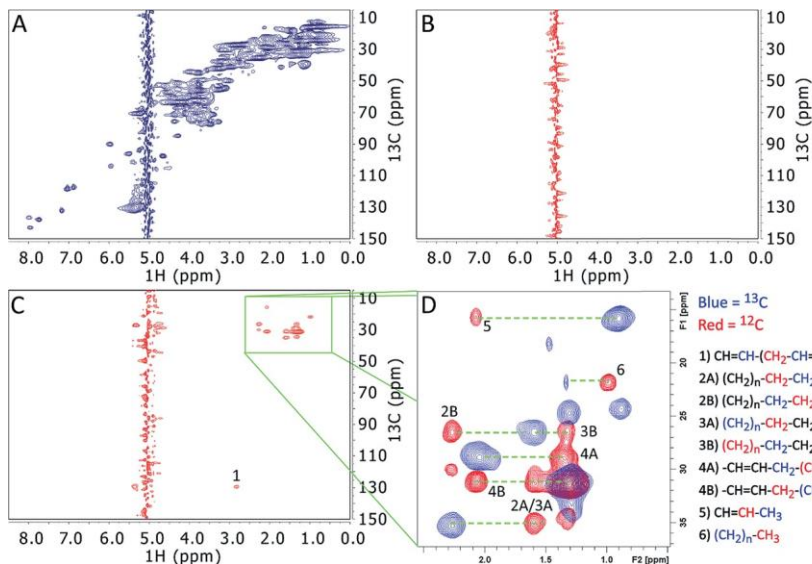 A
10
30
50
70
90
110
130
150
13C (ppm)
8.0 7.0 6.0 5.0 4.0 3.0 2.0 1.0 0.0
1H (ppm)
B
10
30
50
70
90
110
130
150
13C (ppm)
8.0 7.0 6.0 5.0 4.0 3.0 2.0 1.0 0.0
1H (ppm)
C
1
10
30
50
70
90
110
130
150
13C (ppm)
8.0 7.0 6.0 5.0 4.0 3.0 2.0 1.0 0.0
1H (ppm)
D
5
6
2B
3B
4A
4B
2A/3A
F1 [ppm]
20
25
30
35
2.0 1.5 1.0 F2 [ppm]
Blue = ¹³C
Red = ¹²C
1) CH=CH-(CH₂-CH=
2A) (CH₂)n-CH₂-CH₂
2B) (CH₂)n-CH₂-CH₂
3A) (CH₂)n-CH₂-CH₂
3B) (CH₂)n-CH₂-CH₂
4A) -CH=CH-CH₂-(C
4B) -CH=CH-CH₂-(C
5) CH=CH-CH₃
6) (CH₂)n-CH₃